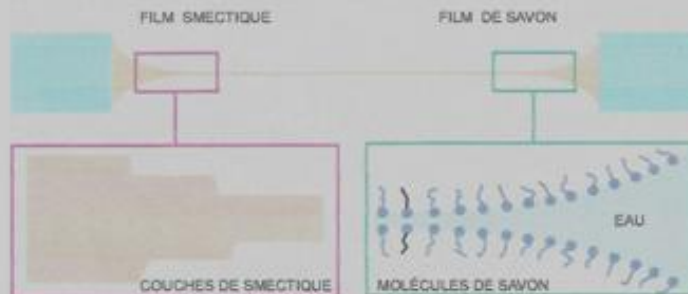 FILM SMECTIQUE
FILM DE SAVON
EAU
COUCHES DE SMECTIQUE
MOLÉCULES DE SAVON